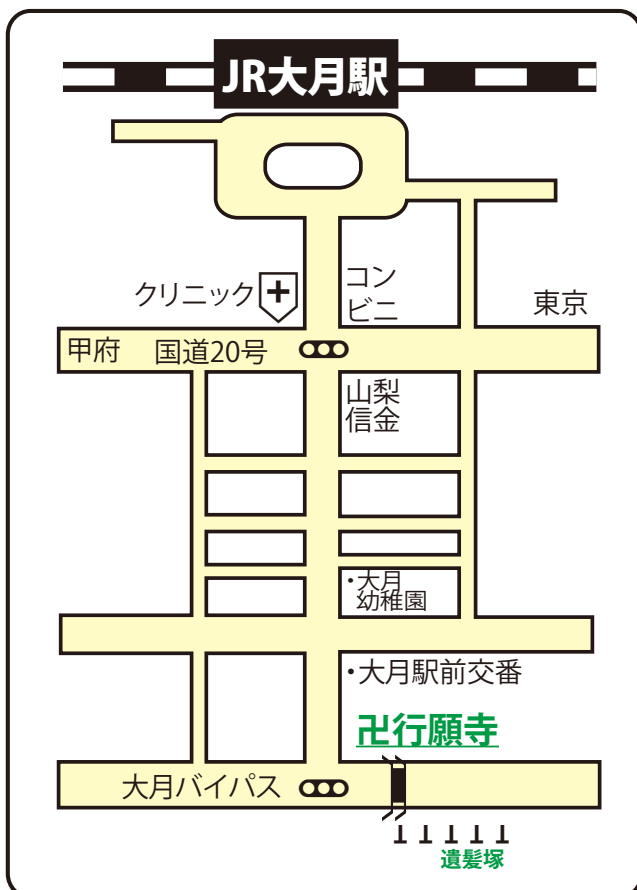 JR大月駅
クリニック
コン
ビニ
東京
甲府
国道20号
山梨
信金
・大月
幼稚園
・大月駅前交番
卍行願寺
大月バイパス
遺髪塚